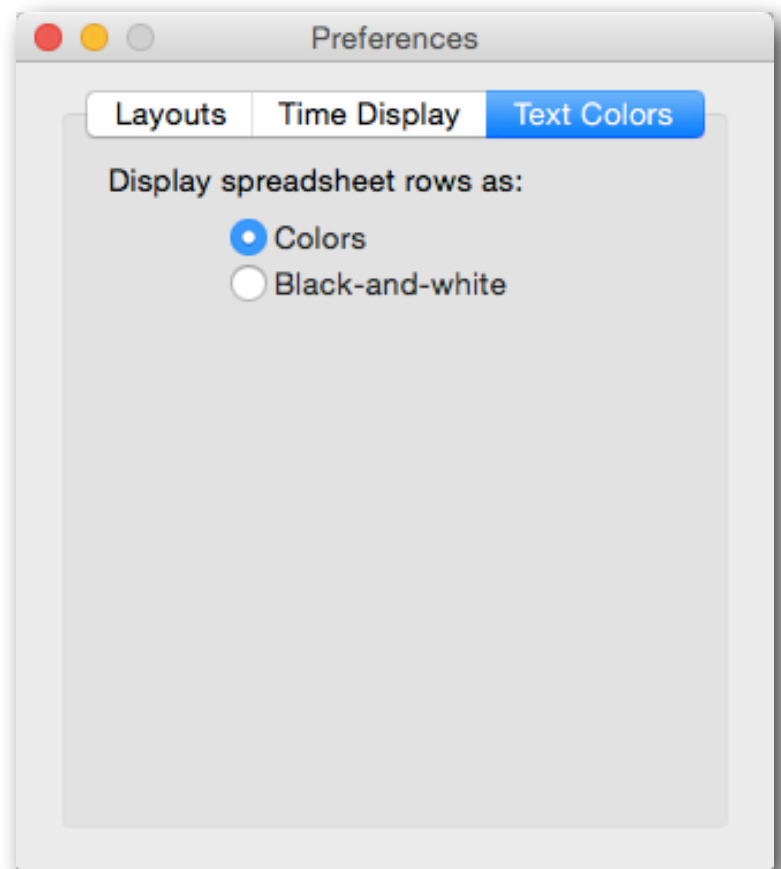 Preferences
Layouts Time Display Text Colors
Display spreadsheet rows as:
Colors
Black-and-white